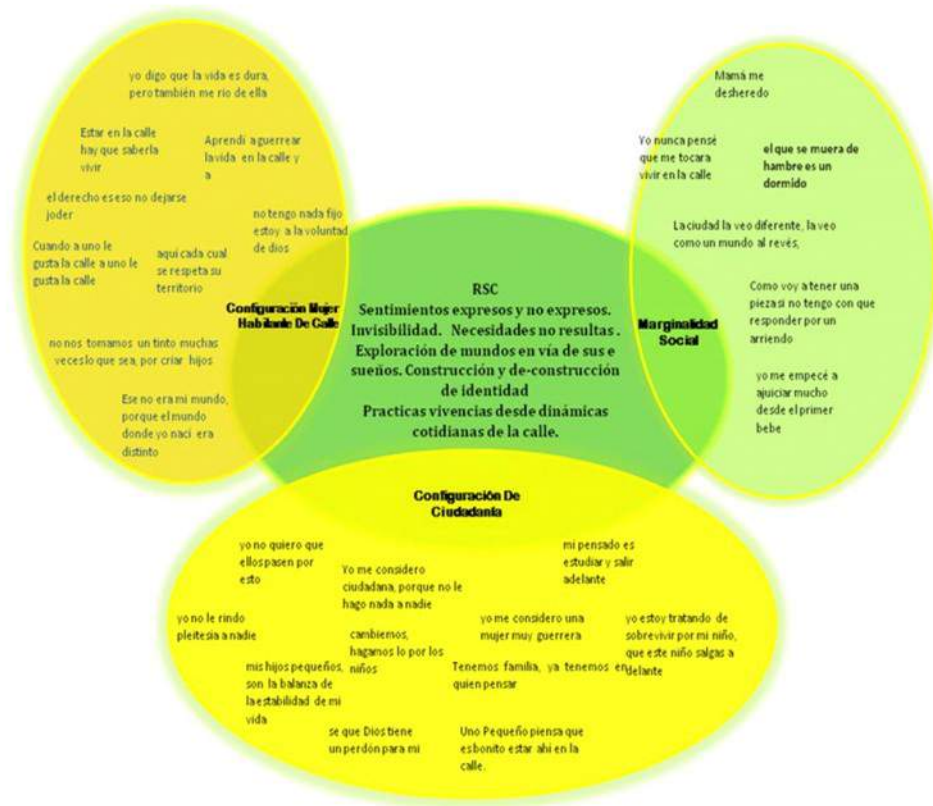 yo digo que la vida es dura,
pero también me río de ella
Estar en la calle
hay que saberla
vivir
Aprendí a guerrear
la vida en la calle y
a
el derecho es eso no dejarse
joder
no tengo nada fijo
estoy a la voluntad
de dios
Cuando a uno le
gusta la calle a uno le
gusta la calle
aquí cada cual
se respeta su
territorio
Configuración Mujer
Habitante De Calle
no nos tomamos un tinto muchas
veces lo que sea, por criar hijos
Ese no era mi mundo,
porque el mundo
donde yo nací era
distinto
Mamá me
desheredo
Yo nunca pensé
que me tocara
vivir en la calle
el que se muera de
hambre es un
dormido
La ciudad la veo diferente, la veo
como un mundo al revés,
Como voy a tener una
pieza si no tengo con que
responder por un
arriendo
Marginalidad
Social
yo me empecé a
ajuiciar mucho
desde el primer
bebe
RSC
Sentimientos expresos y no expresos.
Invisibilidad. Necesidades no resultas .
Exploración de mundos en vía de sus e
sueños. Construcción y de-construcción
de identidad
Practicas vivencias desde dinámicas
cotidianas de la calle.
Configuración De
Ciudadanía
yo no quiero que
ellos pasen por
esto
Yo me considero
ciudadana, porque no le
hago nada a nadie
mi pensado es
estudiar y salir
adelante
yo no le rindo
pleitesía a nadie
cambiemos,
hagamos lo por los
niños
yo me considero una
mujer muy guerrera
yo estoy tratando de
sobrevivir por mi niño,
que este niño salgas a
delante
mis hijos pequeños,
son la balanza de
la estabilidad de mi
vida
Tenemos familia, ya tenemos en
quien pensar
se que Dios tiene
un perdón para mi
Uno Pequeño piensa que
es bonito estar ahí en la
calle.